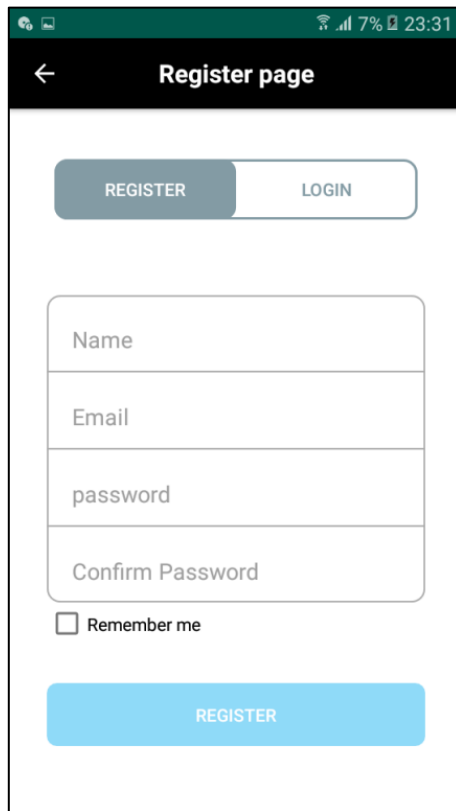 7% 23:31
Register page
REGISTER LOGIN
Name
Email
password
Confirm Password
Remember me
REGISTER